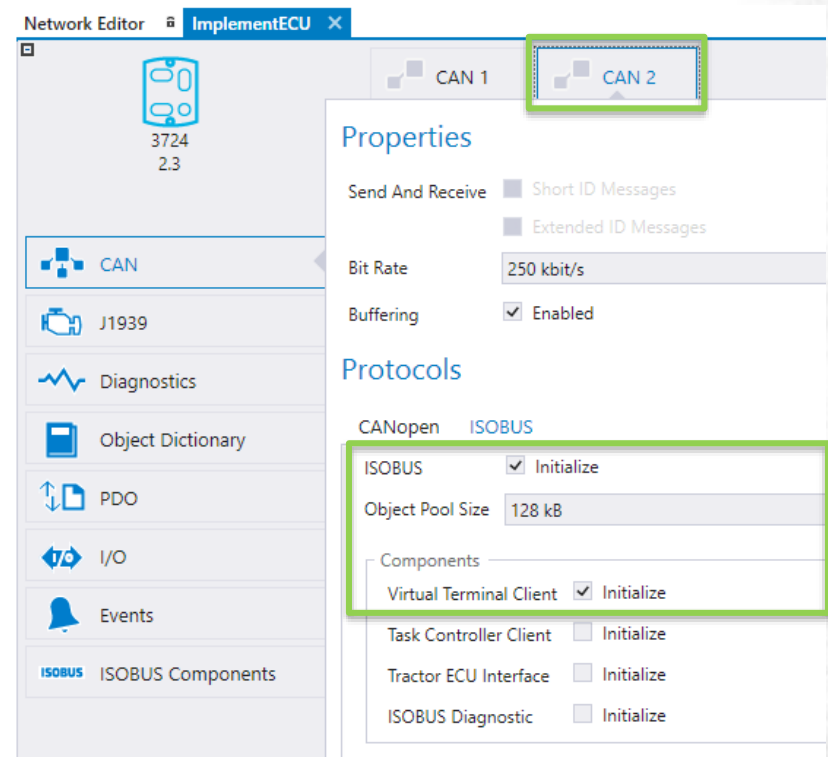 Network Editor ImplementECU
CAN 1 CAN 2
3724
2.3
Properties
Send And Receive Short ID Messages
Extended ID Messages
Bit Rate 250 kbit/s
Buffering Enabled
Protocols
CANopen ISOBUS
ISOBUS Initialize
Object Pool Size 128 kB
Components
Virtual Terminal Client Initialize
Task Controller Client Initialize
Tractor ECU Interface Initialize
ISOBUS Diagnostic Initialize
CAN
J1939
Diagnostics
Object Dictionary
PDO
I/O I/O
Events
ISOBUS ISOBUS Components